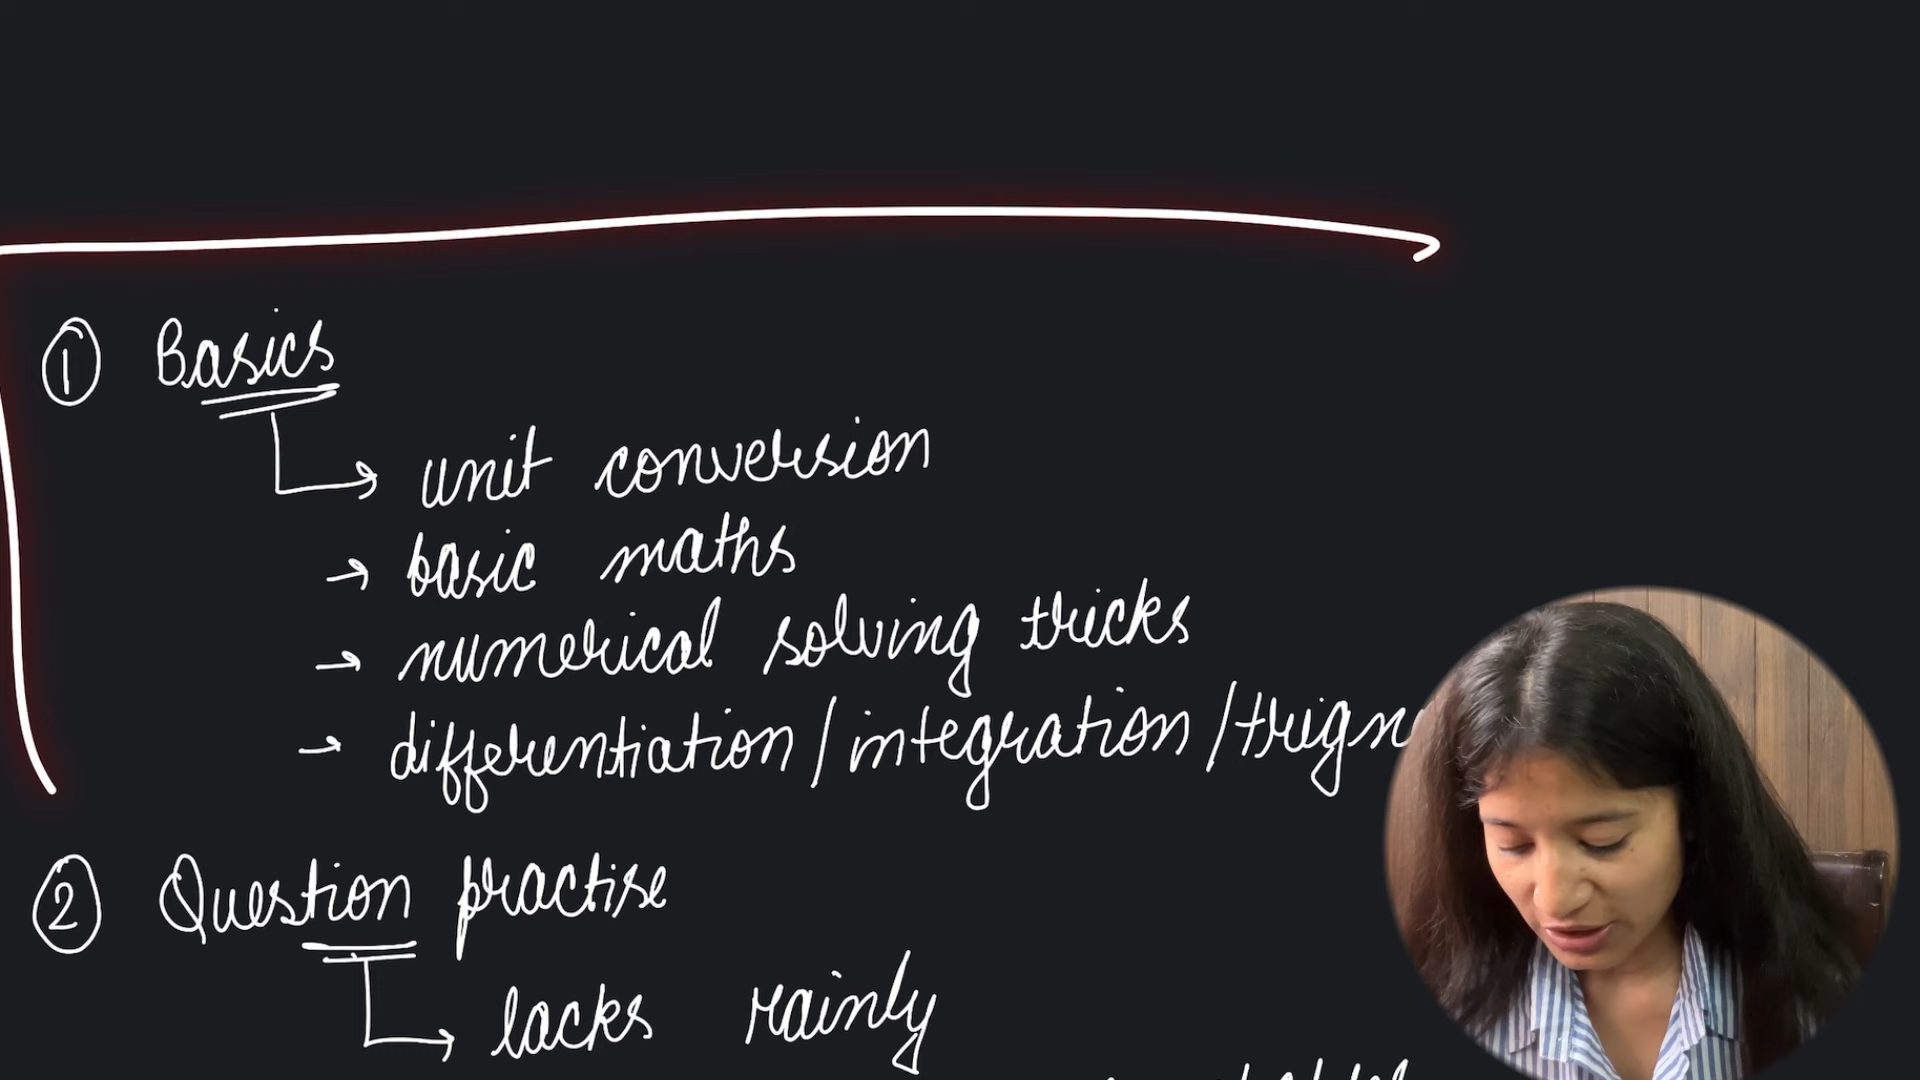 ① Basics
→ unit conversion
→ basic maths
→ numerical solving tricks
→ differentiation / integration / trign
② Question practise
→ lacks mainly